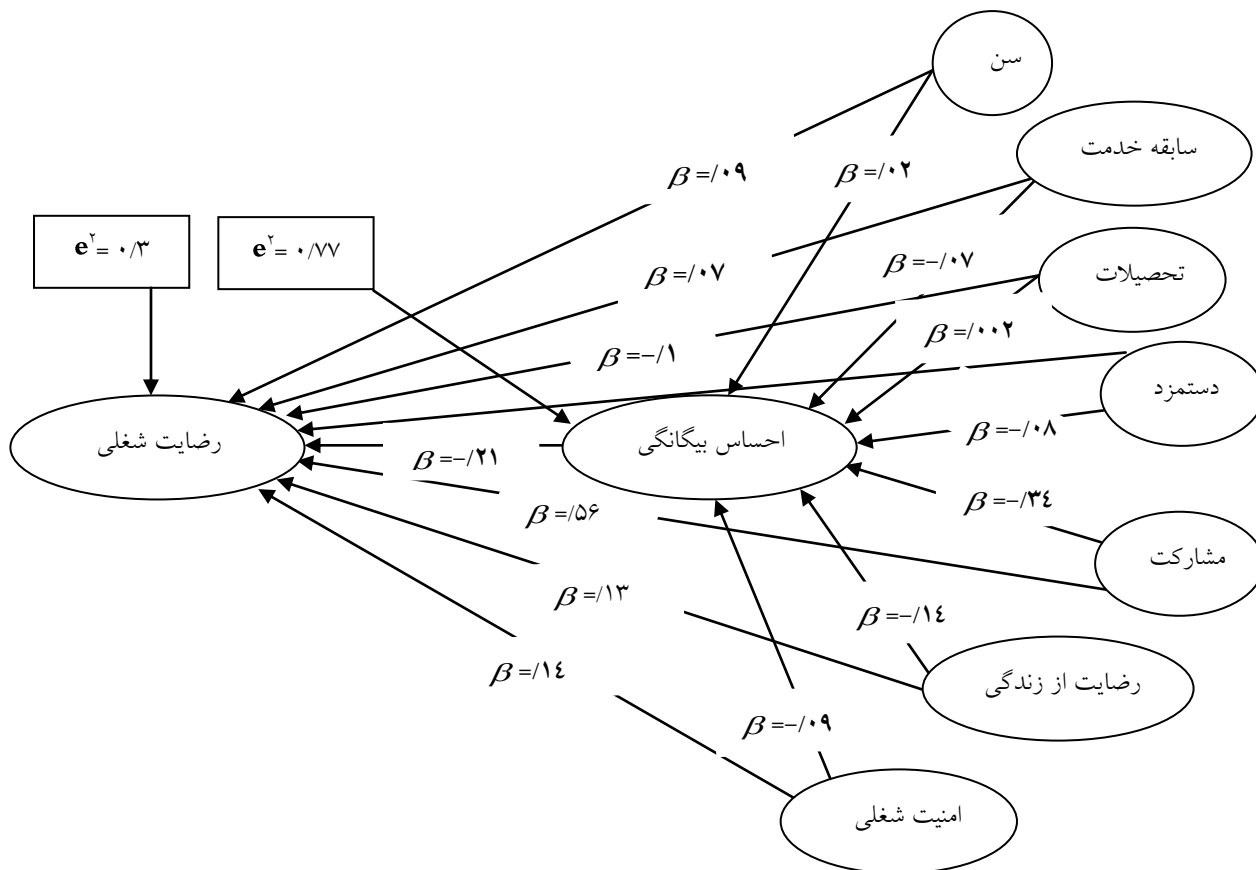 سن
سابقه خدمت
β =/۰۹
β =/۰۲
e۲= ۰/۳
e۲= ۰/۷۷
β =/۰۷
β =-/۰۷
تحصیلات
β =-/۱
β =/۰۰۲
دستمزد
رضایت شغلی
احساس بیگانگی
β =-/۰۸
β =-/۲۱
β =/۵۶
β =-/۳٤
مشارکت
β =/۱۳
β =-/۱٤
β =/۱٤
رضایت از زندگی
β =-/۰۹
امنیت شغلی